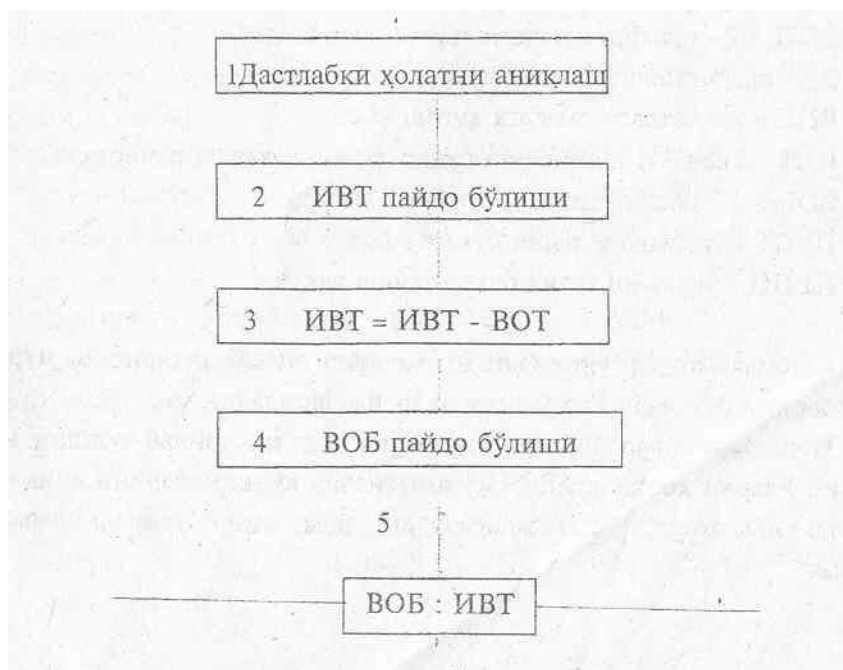 1Дастлабки ҳолатни аниқлаш
2 ИВТ пайдо бўлиши
3 ИВТ = ИВТ - ВОТ
4 ВОБ пайдо бўлиши
5
ВОБ : ИВТ